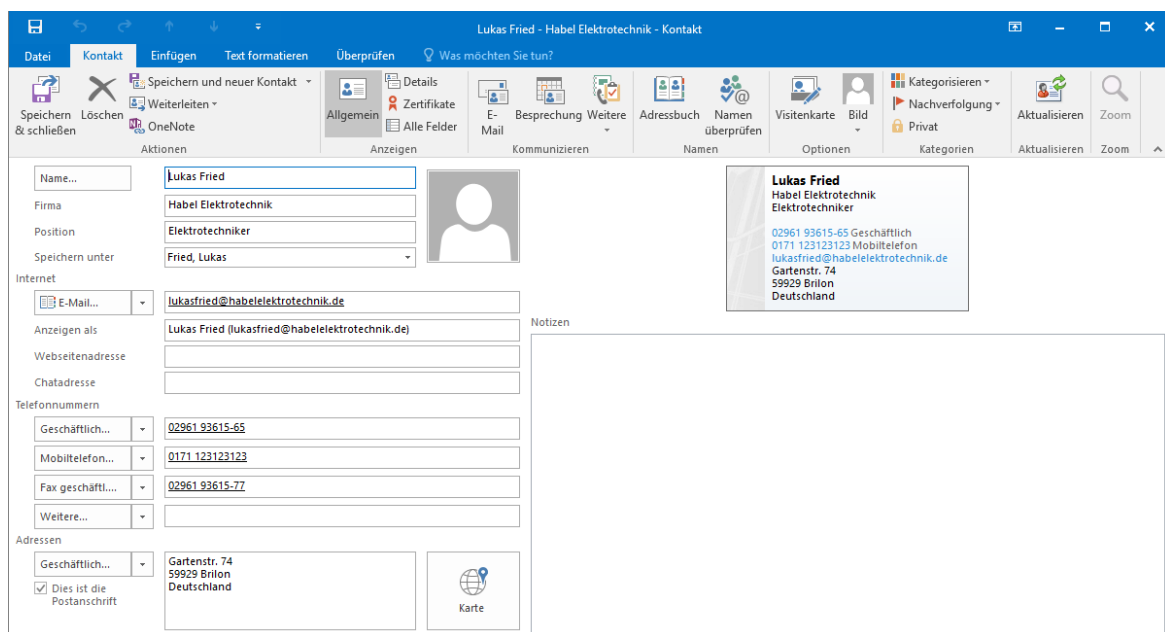 Lukas Fried - Habel Elektrotechnik - Kontakt
Datei Kontakt Einfügen Text formatieren Überprüfen Was möchten Sie tun?
Speichern & schließen
Löschen
Speichern und neuer Kontakt
Weiterleiten
OneNote
Aktionen
Allgemein
Details
Zertifikate
Alle Felder
Anzeigen
E-Mail
Besprechung
Weitere
Kommunizieren
Adressbuch
Namen überprüfen
Namen
Visitenkarte
Bild
Optionen
Kategorisieren
Nachverfolgung
Privat
Kategorien
Aktualisieren
Aktualisieren
Zoom
Zoom
Name... Lukas Fried
Firma Habel Elektrotechnik
Position Elektrotechniker
Speichern unter Fried, Lukas
Internet
E-Mail... lukasfried@habelelektrotechnik.de
Anzeigen als Lukas Fried (lukasfried@habelelektrotechnik.de)
Webseitenadresse
Chatadresse
Telefonnummern
Geschäftlich... 02961 93615-65
Mobiltelefon... 0171 123123123
Fax geschäftl.... 02961 93615-77
Weitere...
Adressen
Geschäftlich... Gartenstr. 74
59929 Brilon
Deutschland
Dies ist die
Postanschrift
Karte
Lukas Fried
Habel Elektrotechnik
Elektrotechniker
02961 93615-65 Geschäftlich
0171 123123123 Mobiltelefon
lukasfried@habelelektrotechnik.de
Gartenstr. 74
59929 Brilon
Deutschland
Notizen